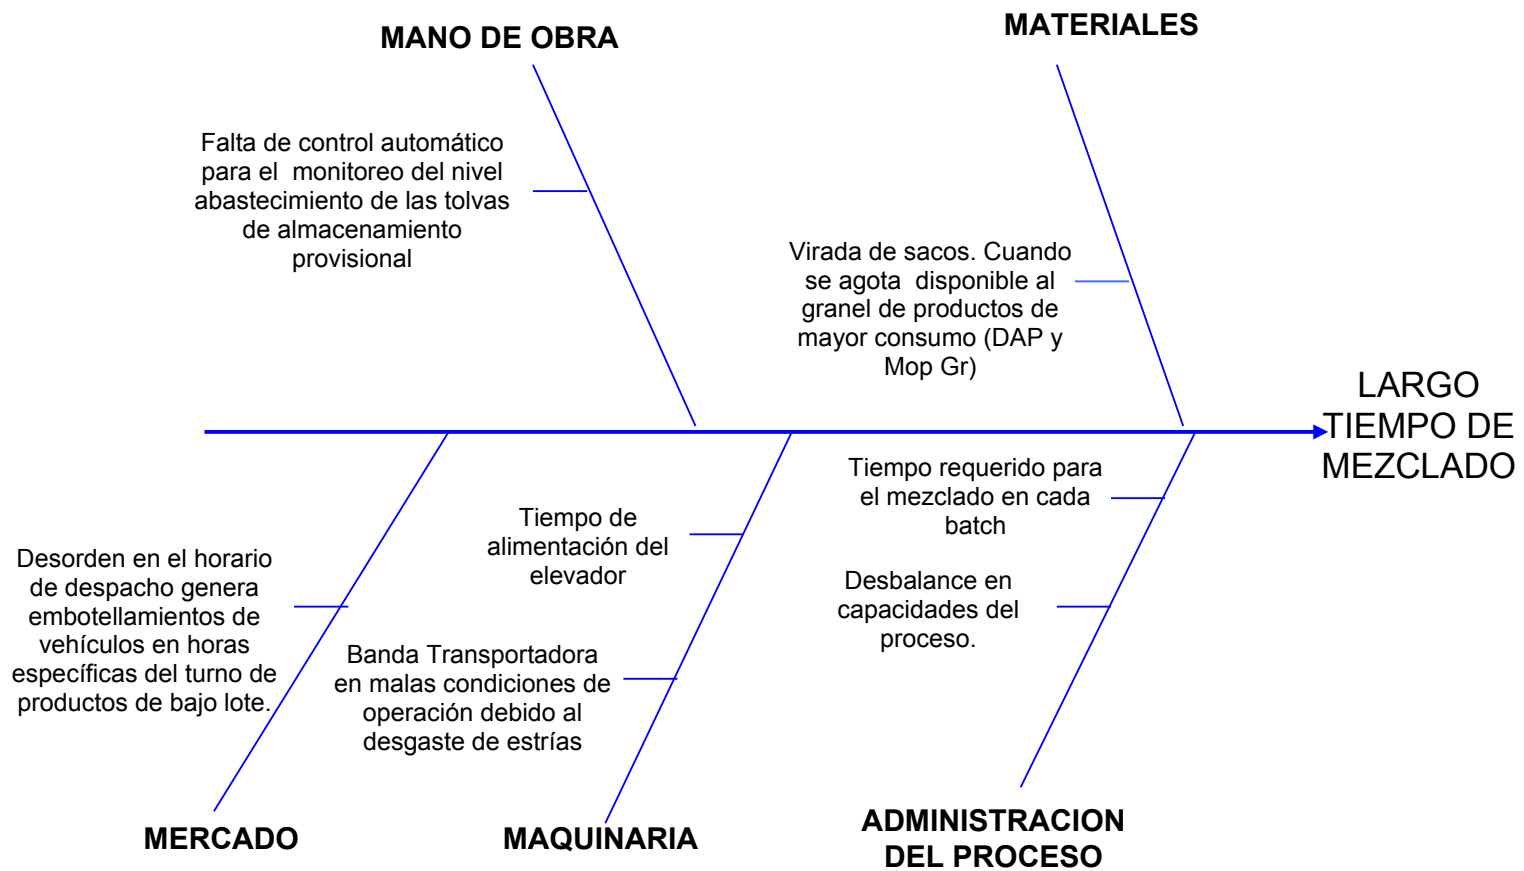 MANO DE OBRA
MATERIALES
Falta de control automático
para el  monitoreo del nivel
abastecimiento de las tolvas
de almacenamiento
provisional
Virada de sacos. Cuando
se agota  disponible al
granel de productos de
mayor consumo (DAP y
Mop Gr)
LARGO
TIEMPO DE
MEZCLADO
Desorden en el horario
de despacho genera
embotellamientos de
vehículos en horas
específicas del turno de
productos de bajo lote.
Tiempo de
alimentación del
elevador
Banda Transportadora
en malas condiciones de
operación debido al
desgaste de estrías
Tiempo requerido para
el mezclado en cada
batch
Desbalance en
capacidades del
proceso.
MERCADO
MAQUINARIA
ADMINISTRACION
DEL PROCESO